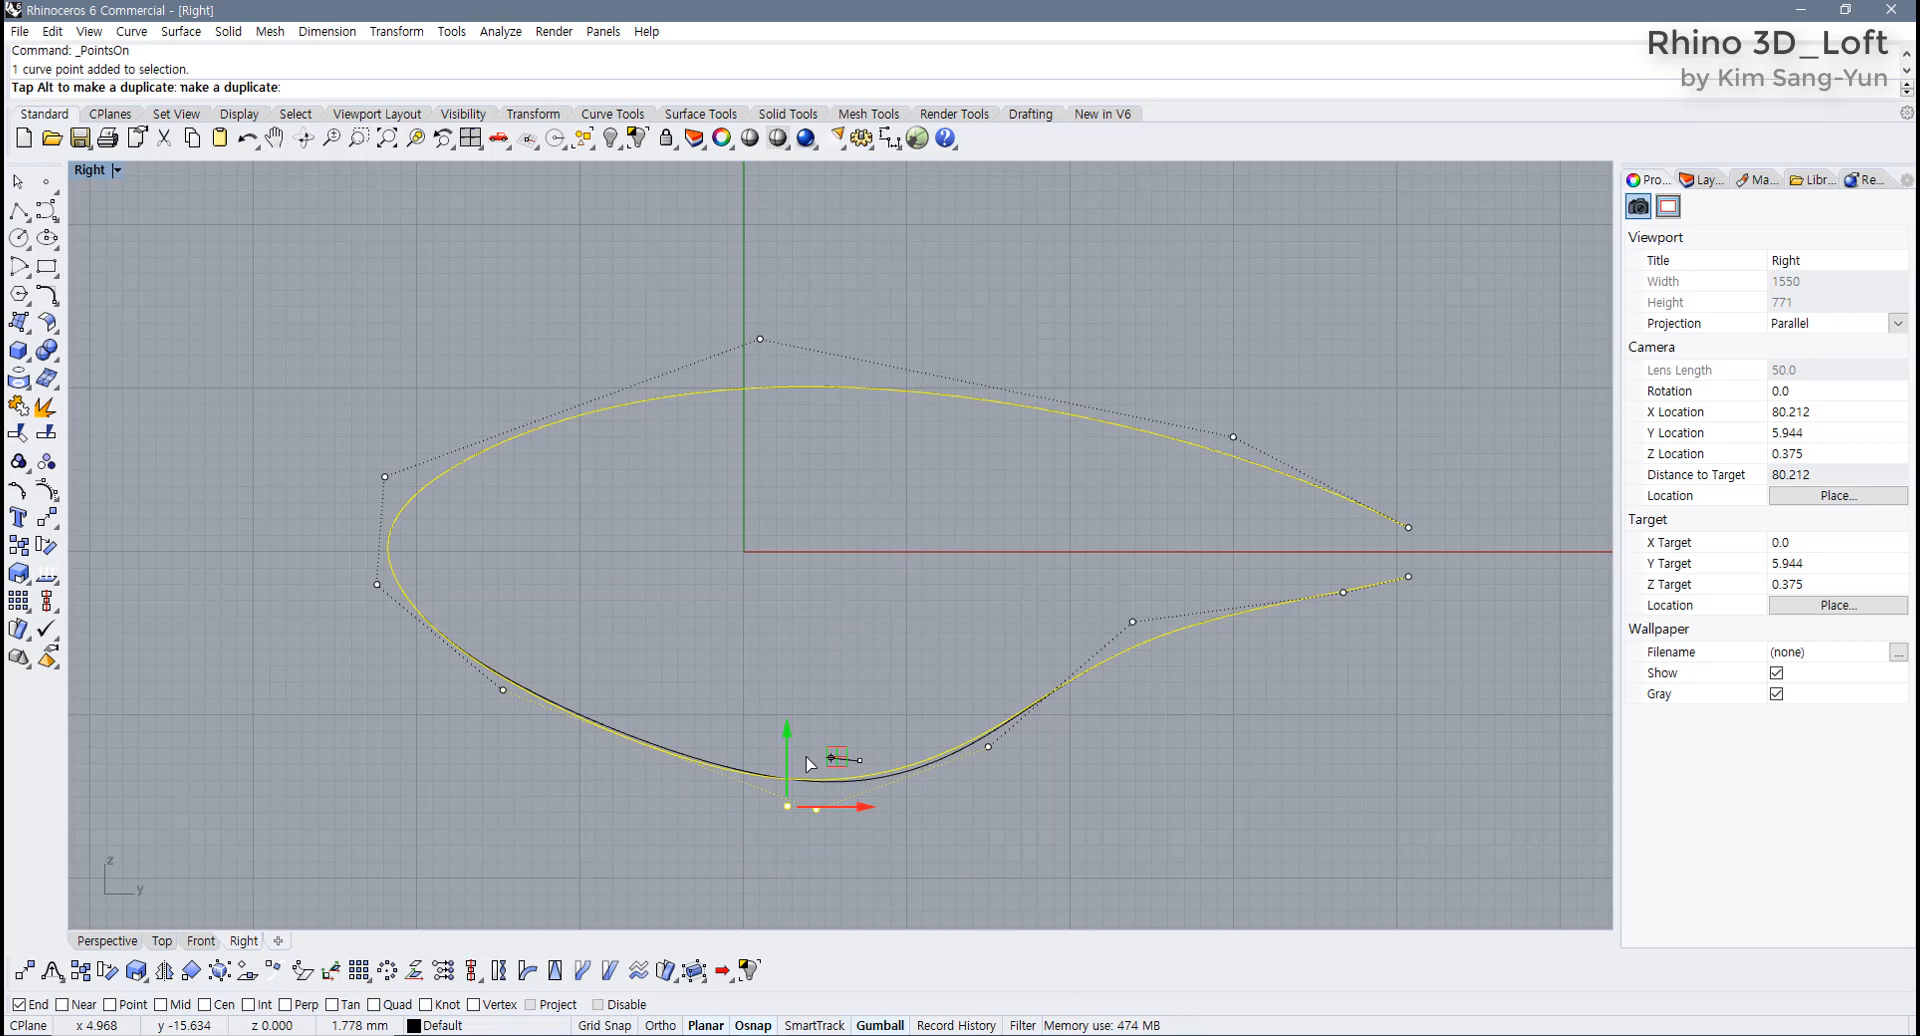 Rhinoceros 6 Commercial - [Right]
File Edit View Curve Surface Solid Mesh Dimension Transform Tools Analyze Render Panels Help
Command: _PointsOn
1 curve point added to selection.
Tap Alt to make a duplicate: make a duplicate:
Rhino 3D_Loft
by Kim Sang-Yun
Standard CPlanes Set View Display Select Viewport Layout Visibility Transform Curve Tools Surface Tools Solid Tools Mesh Tools Render Tools Drafting New in V6
Right
Pro... Lay... Ma... Libr... Re...
Viewport
Title Right
Width 1550
Height 771
Projection Parallel
Camera
Lens Length 50.0
Rotation 0.0
X Location 80.212
Y Location 5.944
Z Location 0.375
Distance to Target 80.212
Location Place...
Target
X Target 0.0
Y Target 5.944
Z Target 0.375
Location Place...
Wallpaper
Filename (none) ...
Show
Gray
z
y
Perspective Top Front Right
End Near Point Mid Cen Int Perp Tan Quad Knot Vertex Project Disable
CPlane x 4.968 y -15.634 z 0.000 1.778 mm Default Grid Snap Ortho Planar Osnap SmartTrack Gumball Record History Filter Memory use: 474 MB